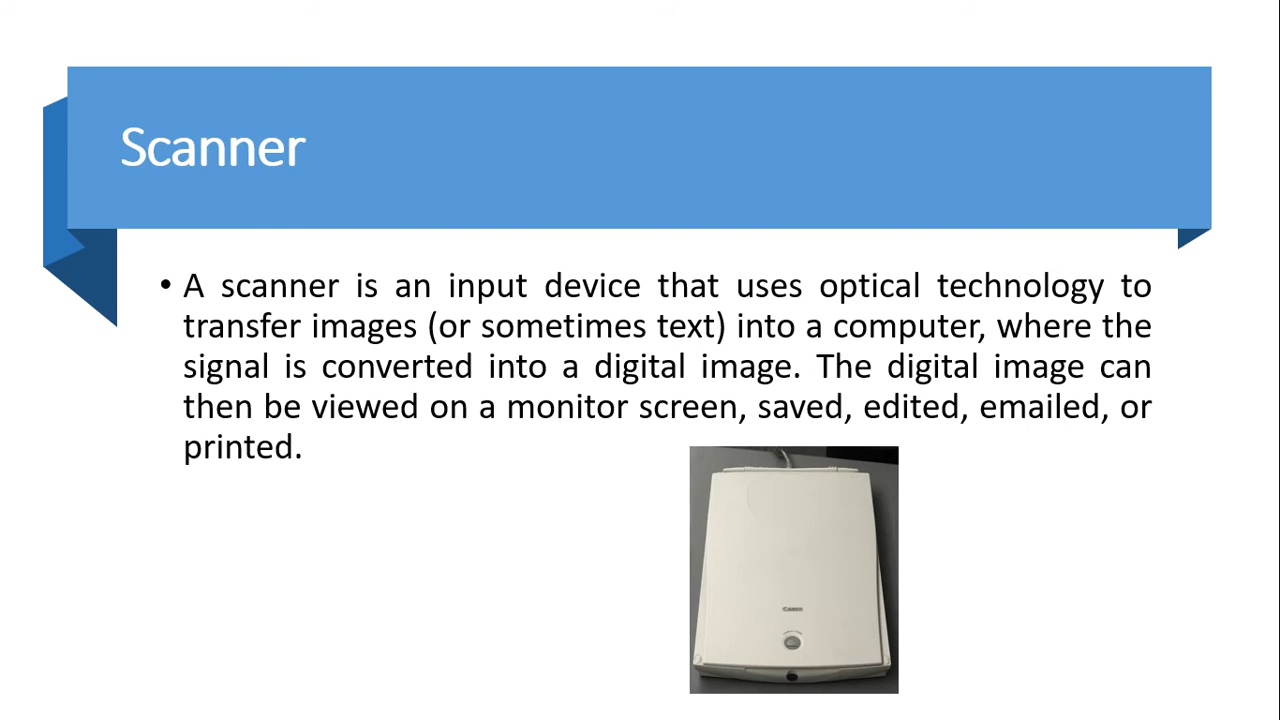 Scanner
• A scanner is an input device that uses optical technology to
transfer images (or sometimes text) into a computer, where the
signal is converted into a digital image. The digital image can
then be viewed on a monitor screen, saved, edited, emailed, or
printed.
Canon